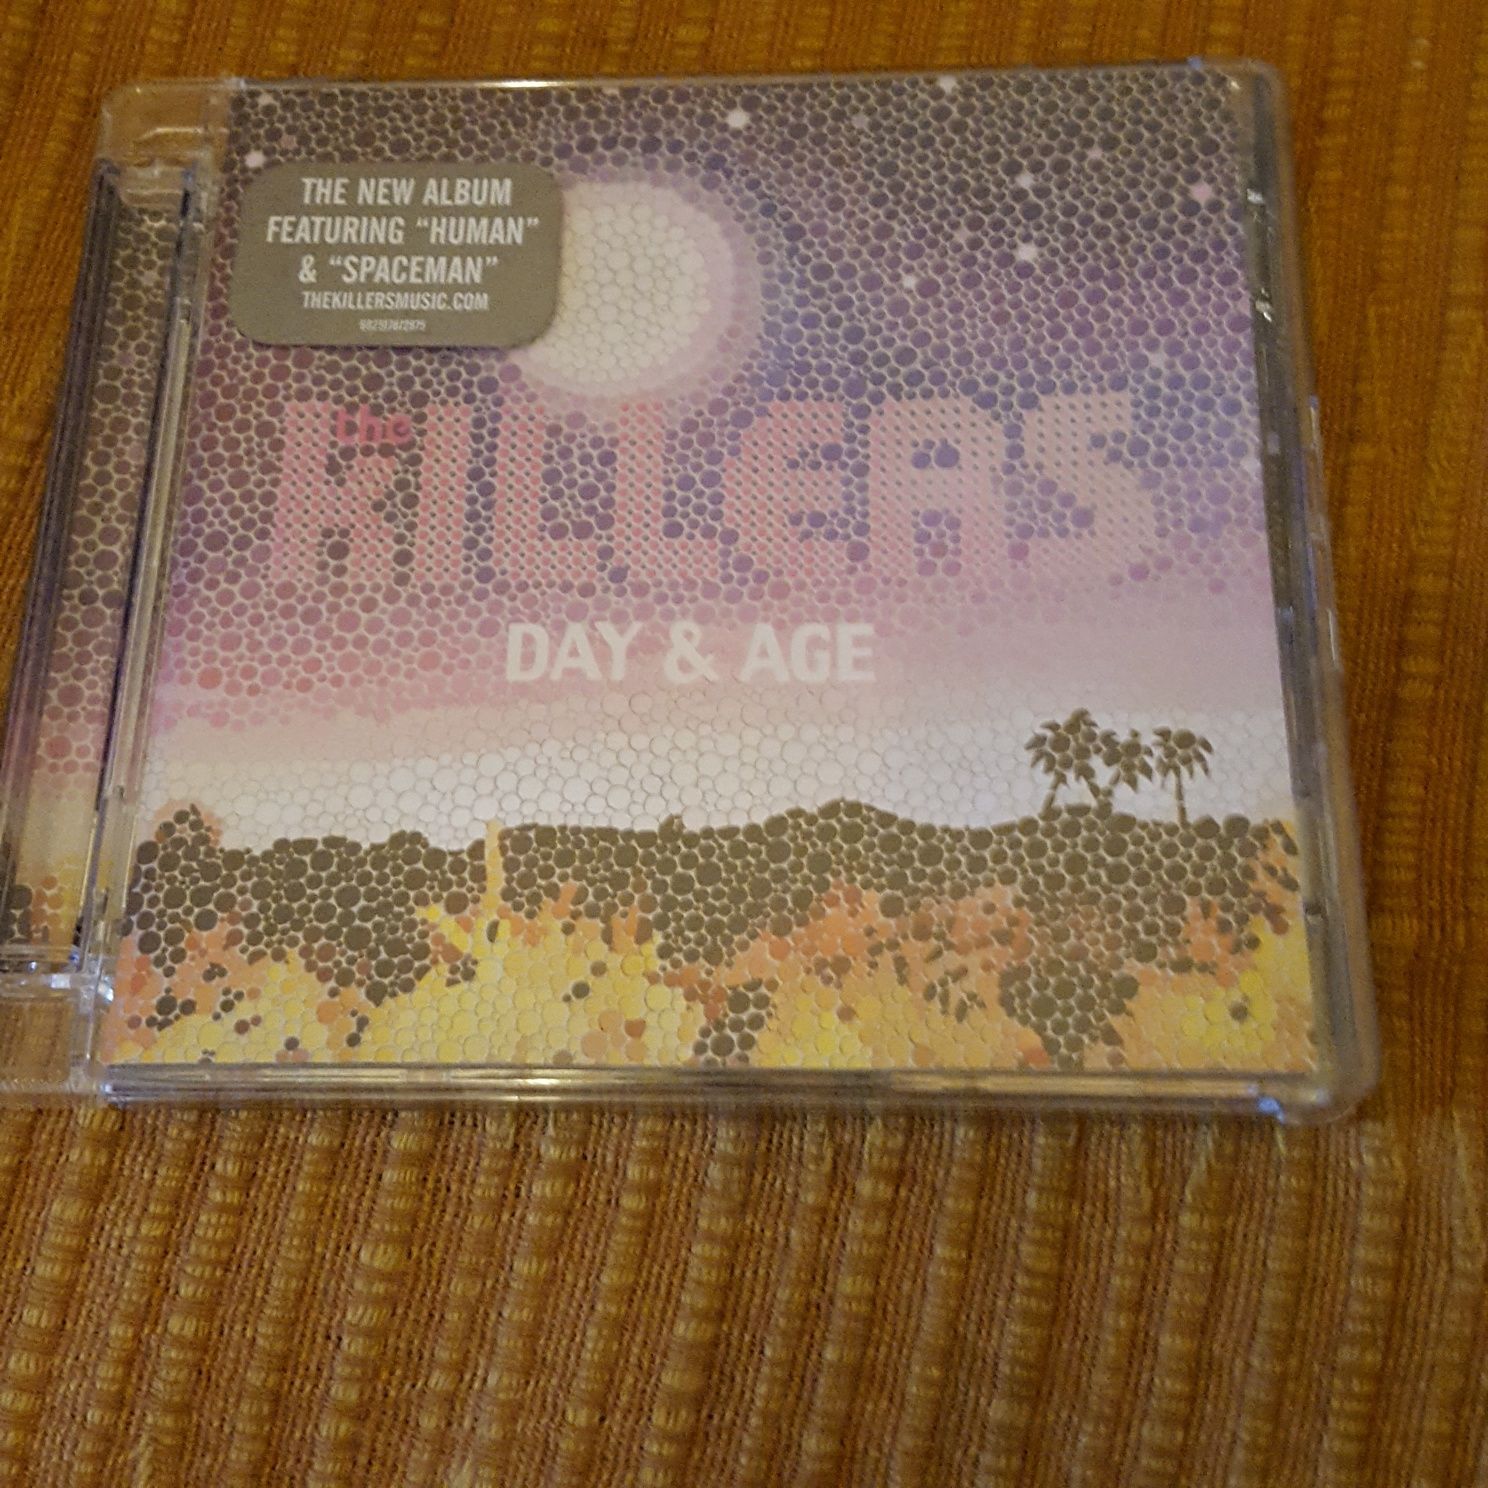 THE NEW ALBUM
FEATURING “HUMAN”
& “SPACEMAN”
THEKILLERSMUSIC.COM
the
KILLERS
DAY & AGE